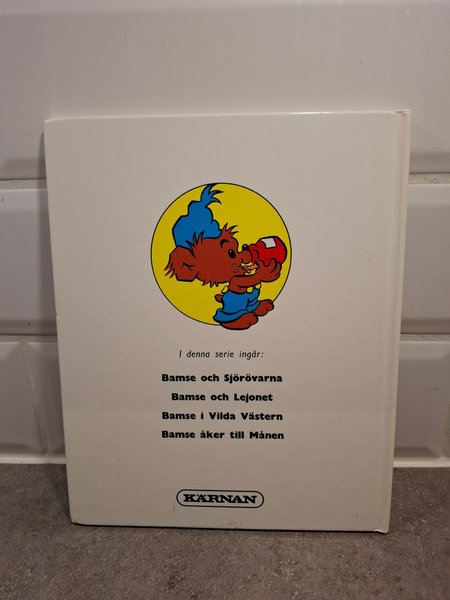 I denna serie ingår:
Bamse och Sjörövarna
Bamse och Lejonet
Bamse i Vilda Västern
Bamse åker till Månen
KÄRNAN